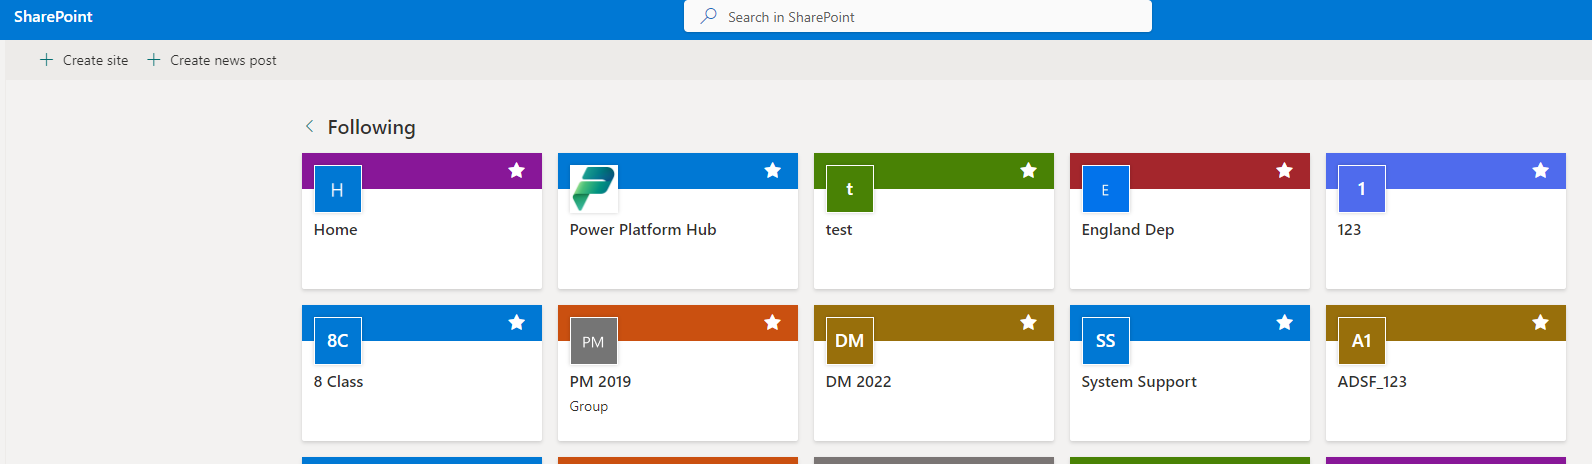 SharePoint
Search in SharePoint
Create site
Create news post
Following
H
Home
Power Platform Hub
t
test
E
England Dep
1
123
8C
8 Class
PM
PM 2019
Group
DM
DM 2022
SS
System Support
A1
ADSF_123